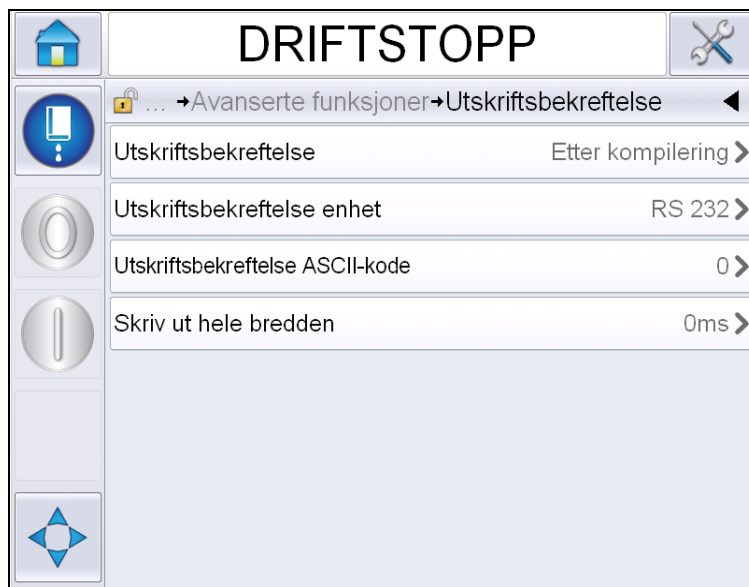 DRIFTSTOPP
... →Avanserte funksjoner→Utskriftsbekreftelse
Utskriftsbekreftelse Etter kompilering
Utskriftsbekreftelse enhet RS 232
Utskriftsbekreftelse ASCII-kode 0
Skriv ut hele bredden 0ms